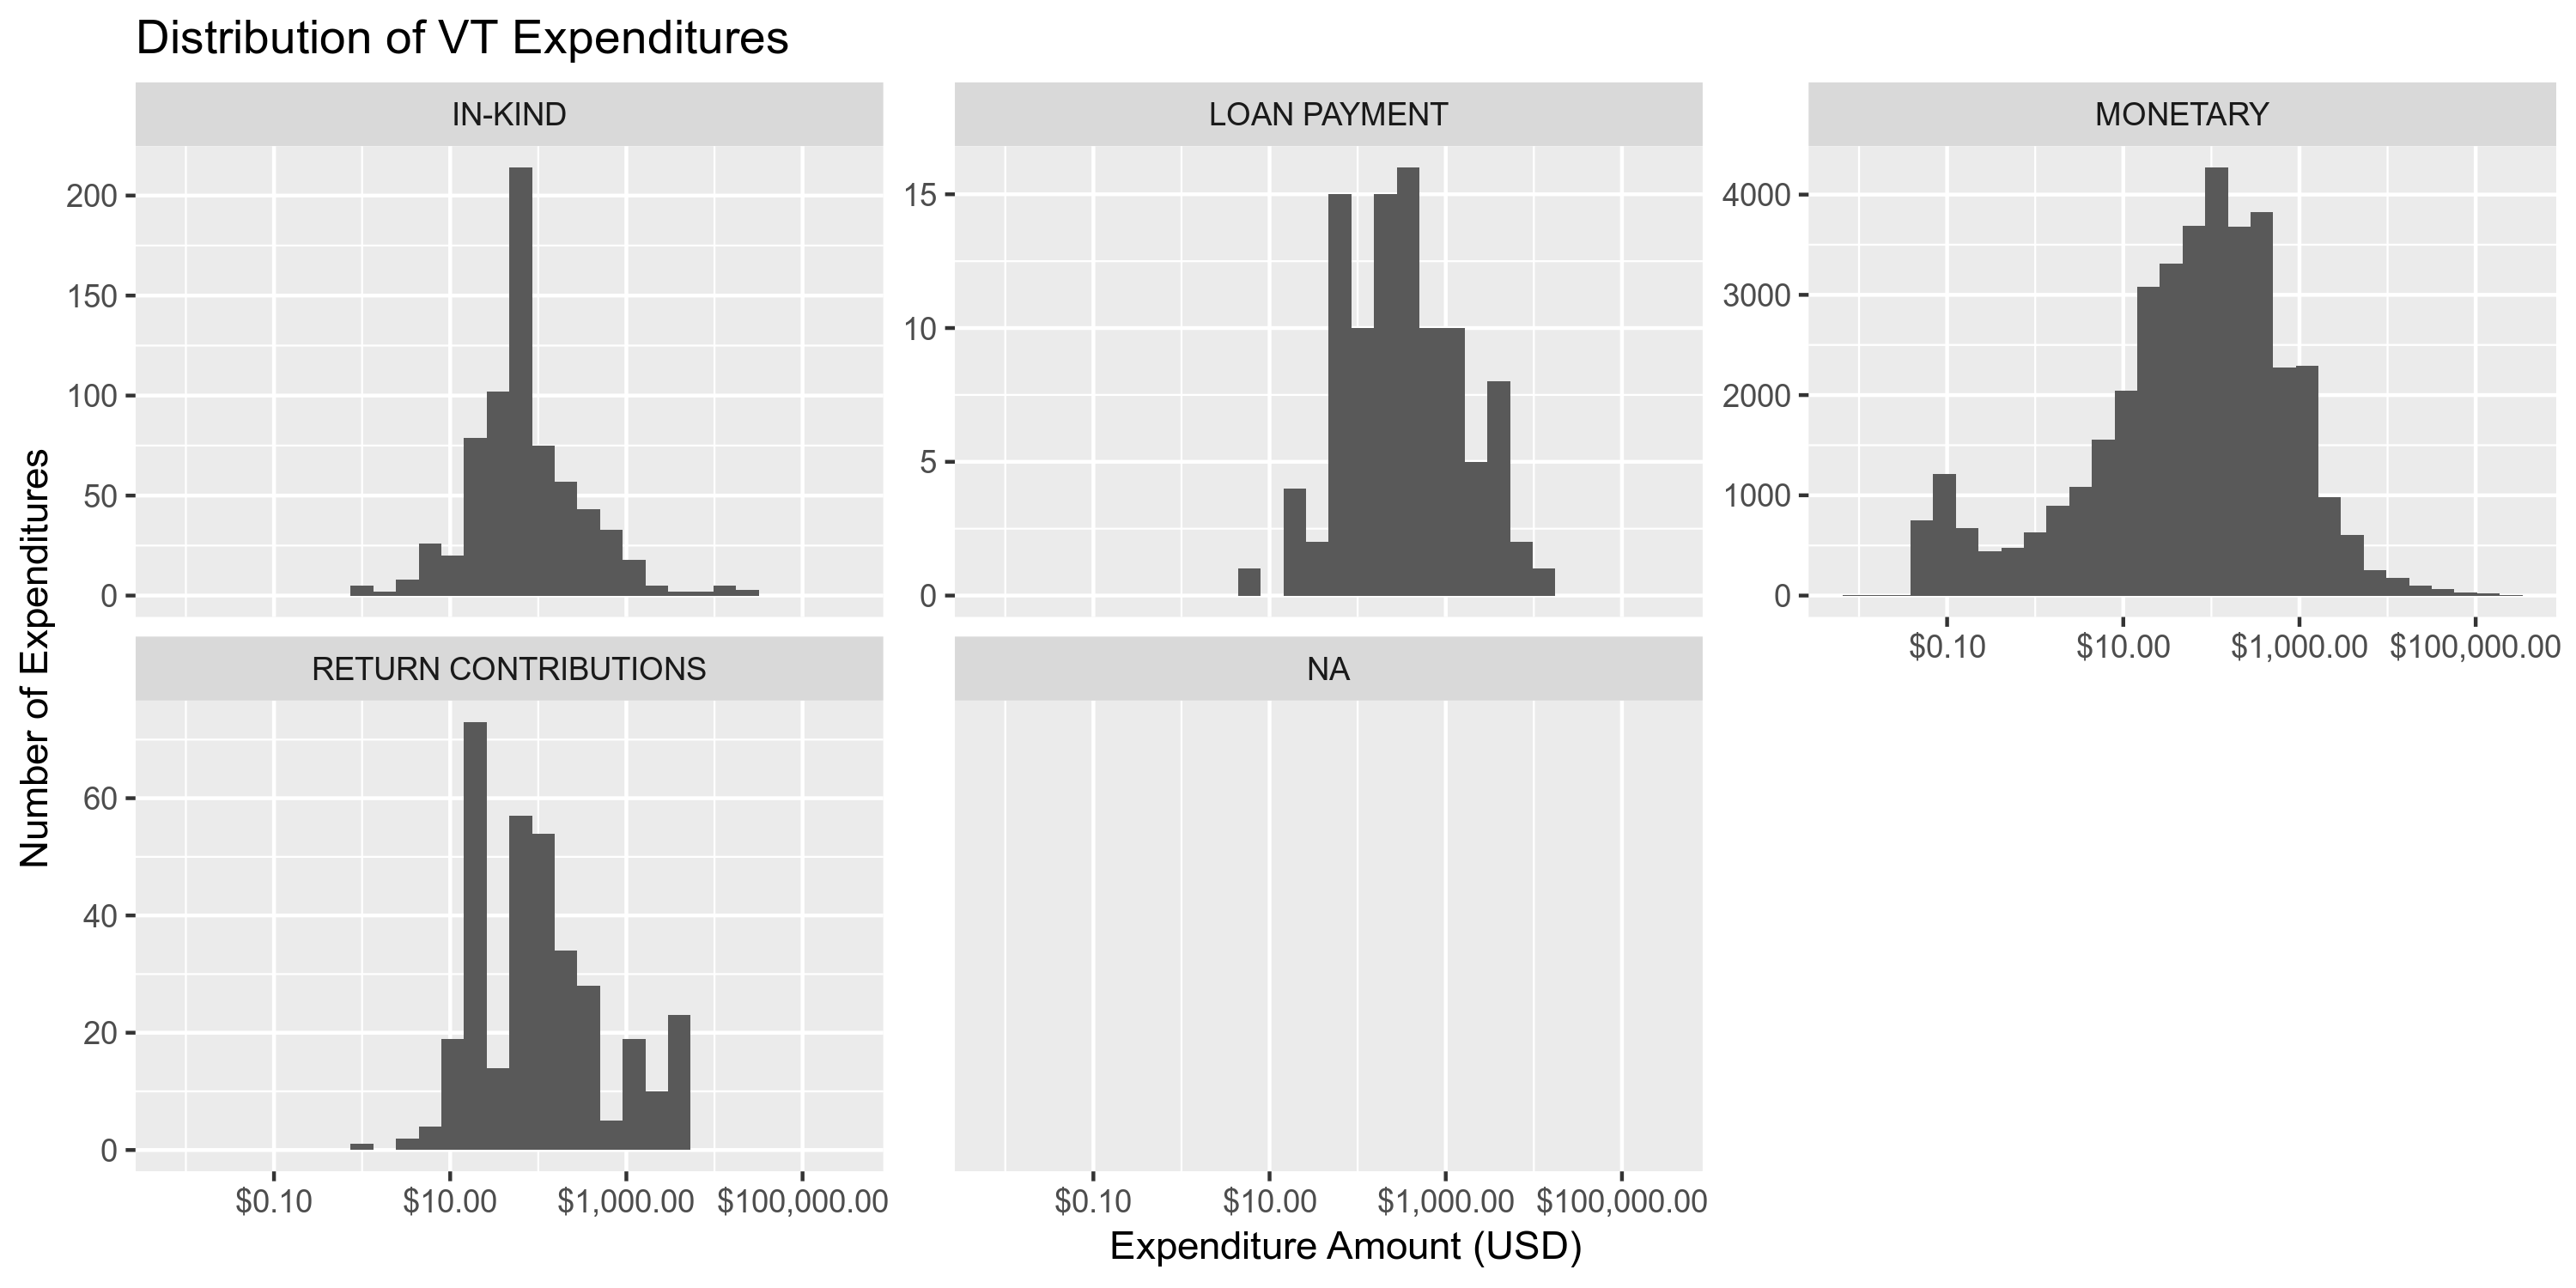 Distribution of VT Expenditures
IN-KIND
LOAN PAYMENT
MONETARY
200
150
100
50
0
15
10
5
0
4000
3000
2000
1000
0
$0.10 $10.00 $1,000.00 $100,000.00
RETURN CONTRIBUTIONS
NA
60
40
20
0
$0.10 $10.00 $1,000.00 $100,000.00
$0.10 $10.00 $1,000.00 $100,000.00
Number of Expenditures
Expenditure Amount (USD)